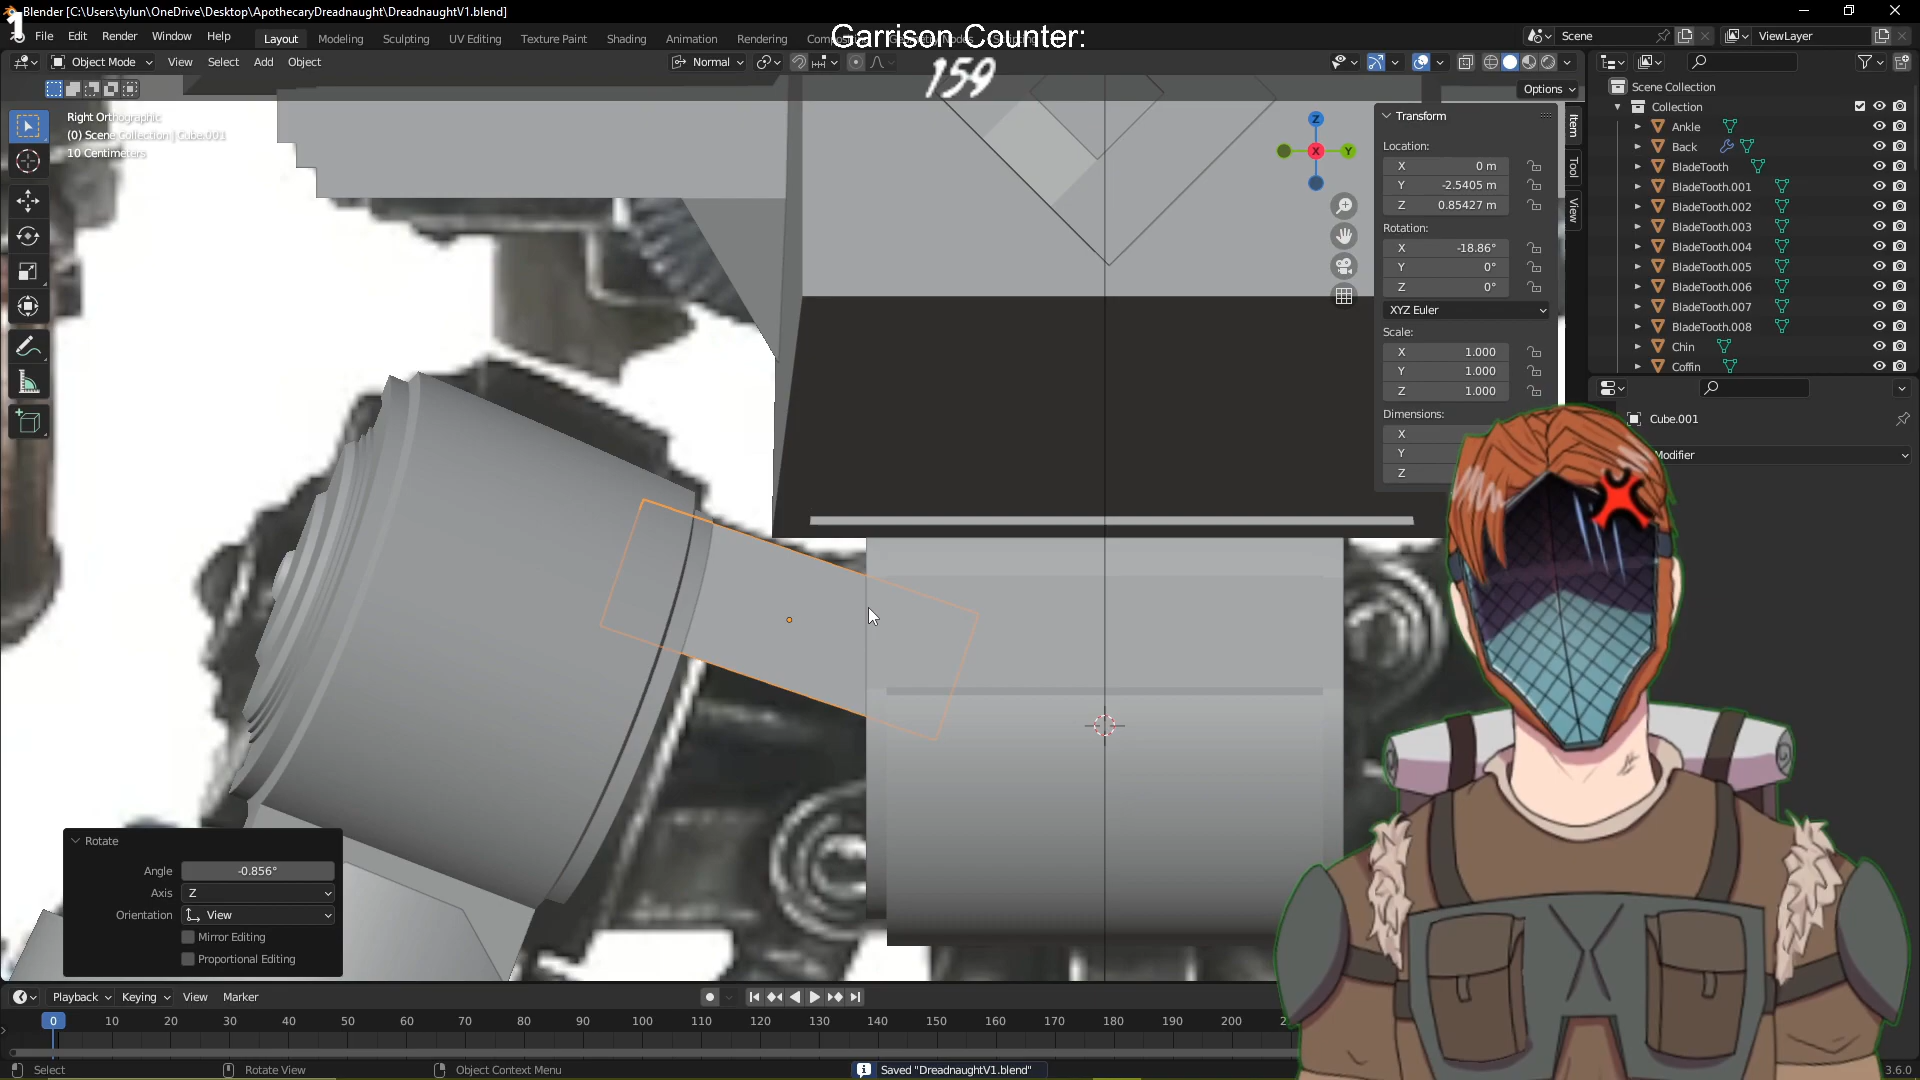 1
Blender [C:\Users\tylun\OneDrive\Desktop\ApothecaryDreadnaught\DreadnaughtV1.blend]
File Edit Render Window Help Layout Modeling Sculpting UV Editing Texture Paint Shading Animation Rendering
Scene ViewLayer
Garrison Counter:
159
Object Mode View Select Add Object
Normal
Options
Right Orthographic
(0) Scene Collection | Cube.001
10 Centimeters
Z
X
Y
Transform
Location:
X 0 m
Y -2.5405 m
Z 0.85427 m
Rotation:
X -18.86°
Y 0°
Z 0°
XYZ Euler
Scale:
X 1.000
Y 1.000
Z 1.000
Dimensions:
X
Y
Z
Item
Tool
View
Scene Collection
Collection
Ankle
Back
BladeTooth
BladeTooth.001
BladeTooth.002
BladeTooth.003
BladeTooth.004
BladeTooth.005
BladeTooth.006
BladeTooth.007
BladeTooth.008
Chin
Coffin
Cube.001
Modifier
Rotate
Angle -0.856°
Axis Z
Orientation View
Mirror Editing
Proportional Editing
Playback Keying View Marker
0 10 20 30 40 50 60 70 80 90 100 110 120 130 140 150 160 170 180 190 200
Select Rotate View Object Context Menu
Saved "DreadnaughtV1.blend"
3.6.0